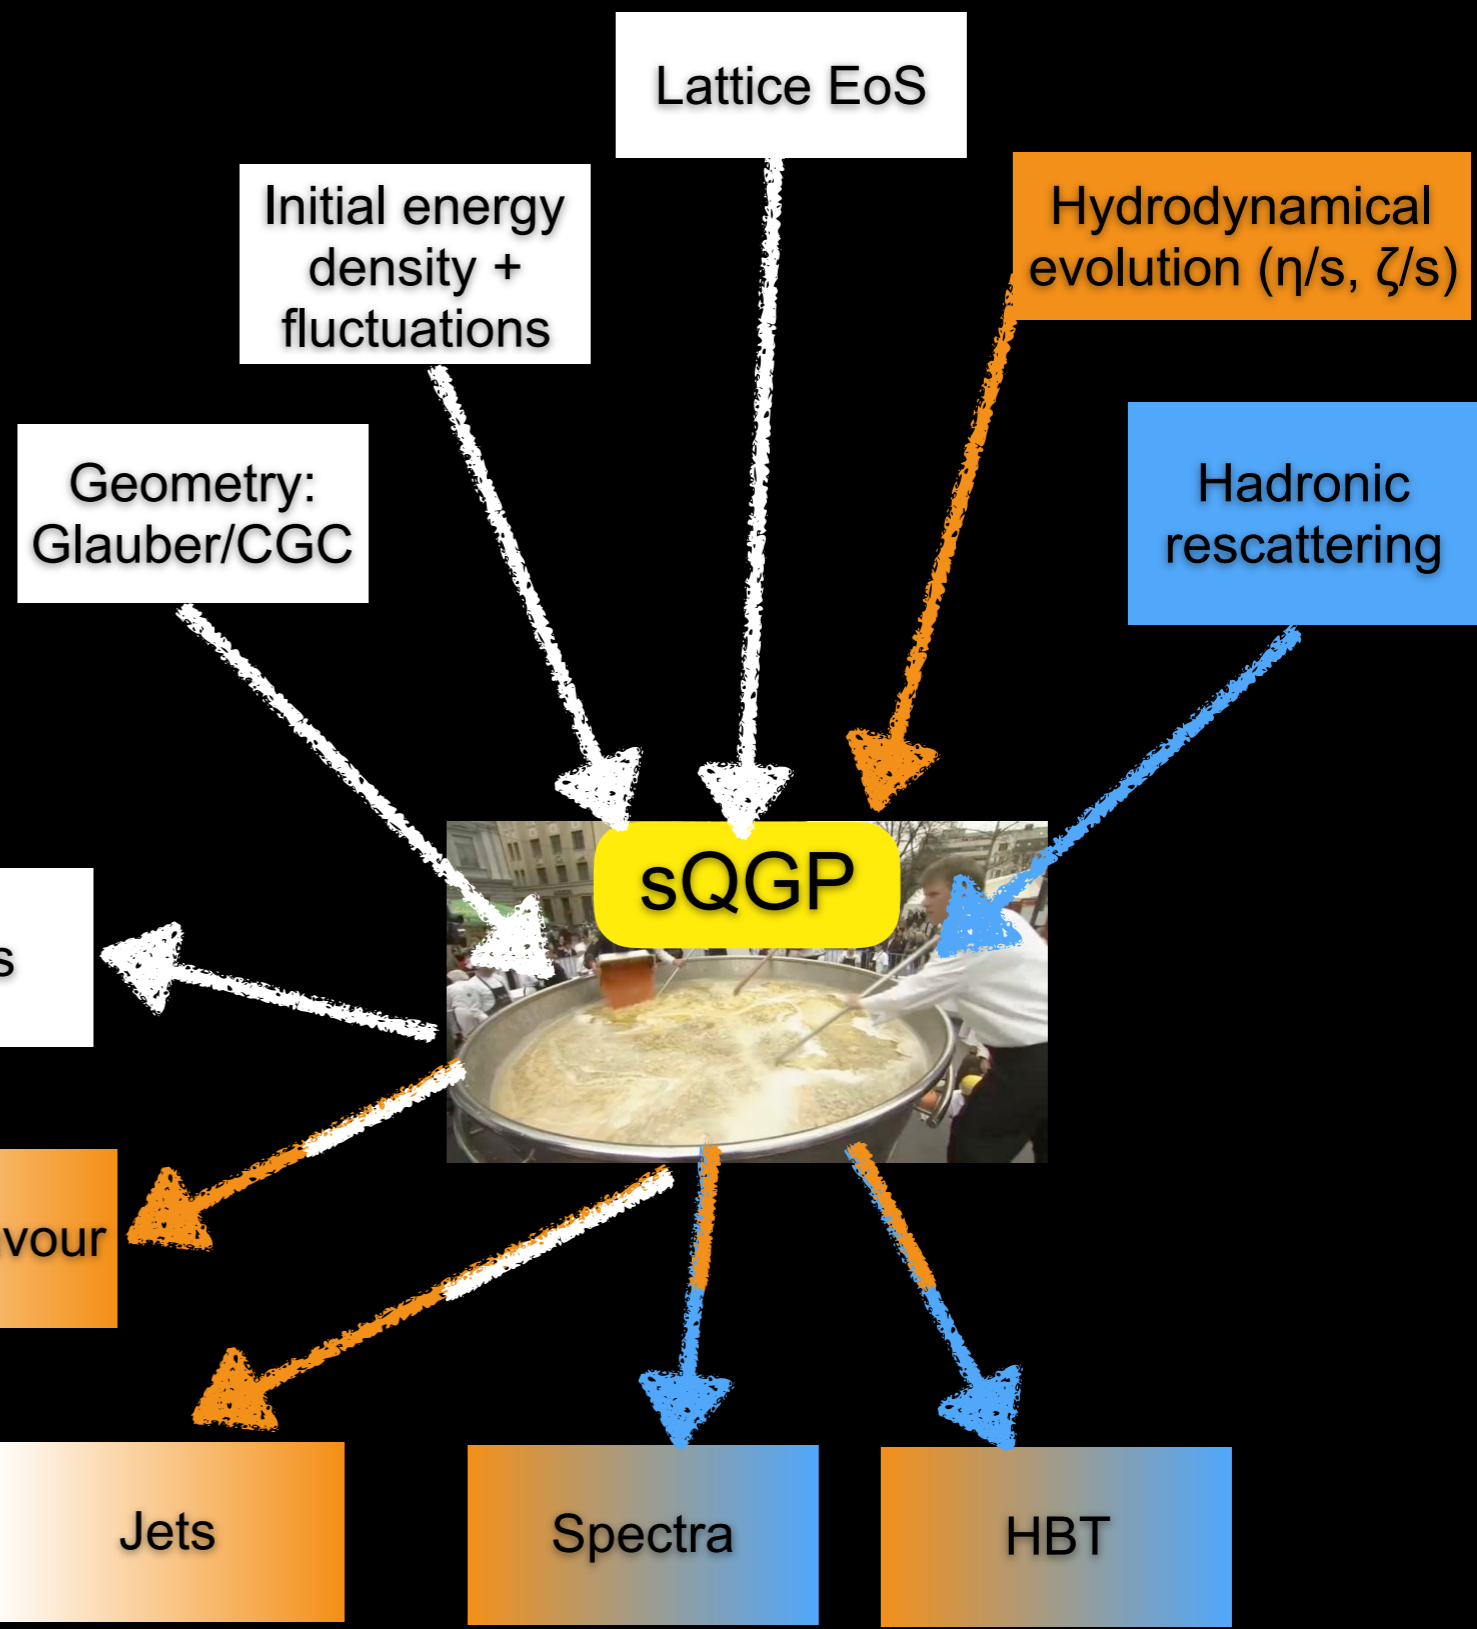 Lattice EoS
Initial energy
density +
fluctuations
Hydrodynamical
evolution (η/s, ζ/s)
Geometry:
Glauber/CGC
Hadronic
rescattering
sQGP
s
vour
Jets
Spectra
HBT